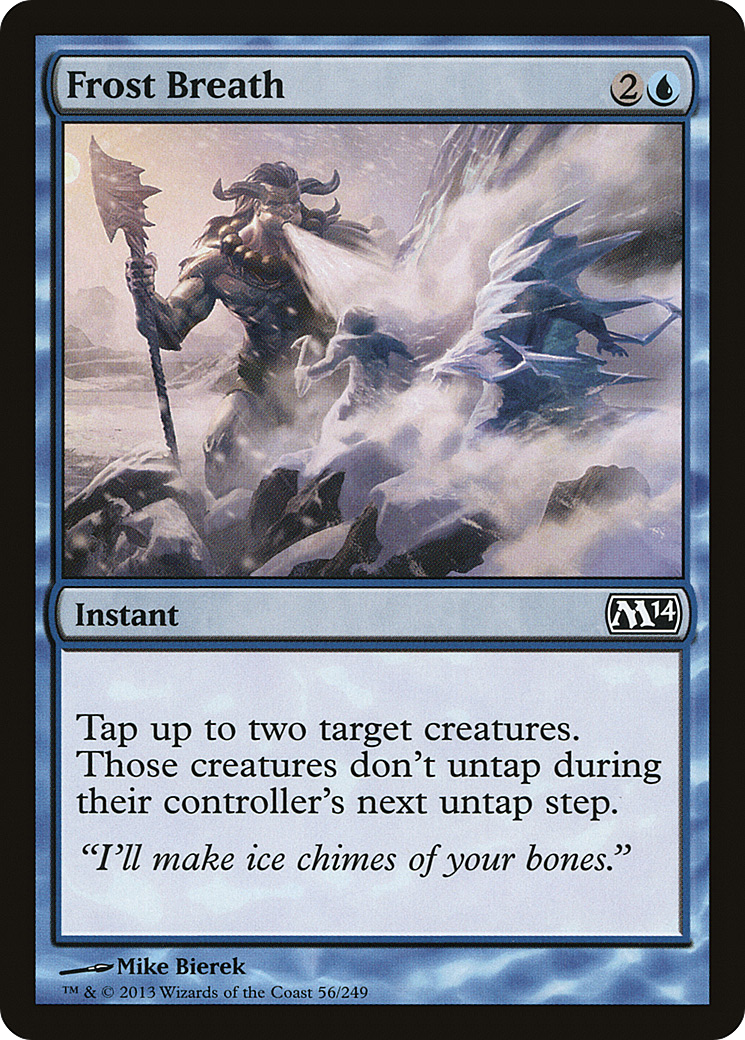 Frost Breath
2
Instant
M14
Tap up to two target creatures.
Those creatures don't untap during
their controller's next untap step.
"I'll make ice chimes of your bones."
Mike Bierek
™ & © 2013 Wizards of the Coast 56/249